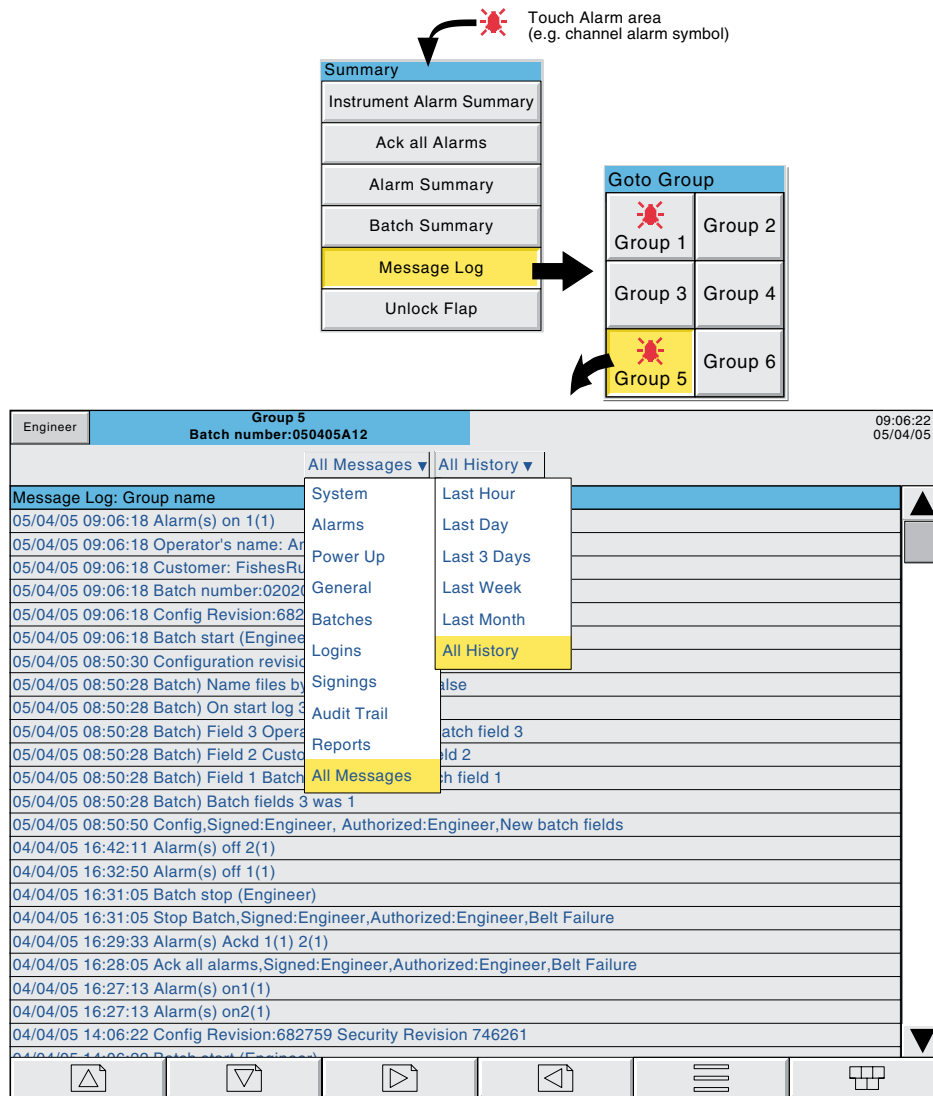 Touch Alarm area
(e.g. channel alarm symbol)
Summary
Instrument Alarm Summary
Ack all Alarms
Alarm Summary
Batch Summary
Message Log
Unlock Flap
Goto Group
Group 1
Group 2
Group 3
Group 4
Group 5
Group 6
Engineer
Group 5
Batch number:050405A12
09:06:22
05/04/05
All Messages
All History
System
Alarms
Power Up
General
Batches
Logins
Signings
Audit Trail
Reports
All Messages
Last Hour
Last Day
Last 3 Days
Last Week
Last Month
All History
Message Log: Group name
05/04/05 09:06:18 Alarm(s) on 1(1)
05/04/05 09:06:18 Operator's name:
05/04/05 09:06:18 Customer: FishesRu
05/04/05 09:06:18 Batch number:0202
05/04/05 09:06:18 Config Revision:682
05/04/05 09:06:18 Batch start (Enginee
05/04/05 08:50:30 Configuration revisio
05/04/05 08:50:28 Batch) Name files by alse
05/04/05 08:50:28 Batch) On start log 3
05/04/05 08:50:28 Batch) Field 3 Opera atch field 3
05/04/05 08:50:28 Batch) Field 2 Custo eld 2
05/04/05 08:50:28 Batch) Field 1 Batch ch field 1
05/04/05 08:50:28 Batch) Batch fields 3 was 1
05/04/05 08:50:50 Config,Signed:Engineer, Authorized:Engineer,New batch fields
04/04/05 16:42:11 Alarm(s) off 2(1)
04/04/05 16:32:50 Alarm(s) off 1(1)
04/04/05 16:31:05 Batch stop (Engineer)
04/04/05 16:31:05 Stop Batch,Signed:Engineer,Authorized:Engineer,Belt Failure
04/04/05 16:29:33 Alarm(s) Ackd 1(1) 2(1)
04/04/05 16:28:05 Ack all alarms,Signed:Engineer,Authorized:Engineer,Belt Failure
04/04/05 16:27:13 Alarm(s) on1(1)
04/04/05 16:27:13 Alarm(s) on2(1)
04/04/05 14:06:22 Config Revision:682759 Security Revision 746261